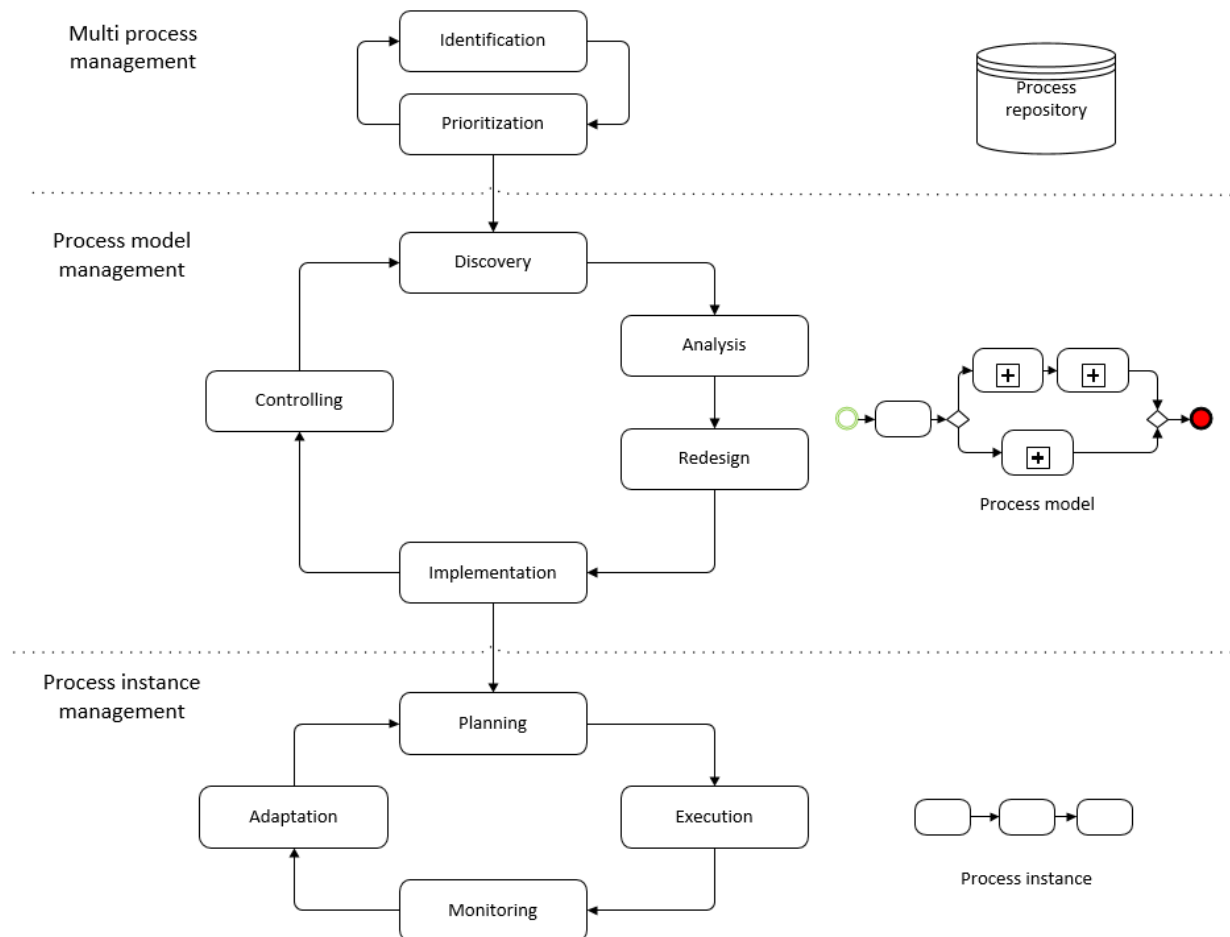 Multi process
management
Identification
Prioritization
Process
repository
Process model
management
Discovery
Analysis
Controlling
Redesign
Process model
Implementation
Process instance
management
Planning
Adaptation
Execution
Process instance
Monitoring